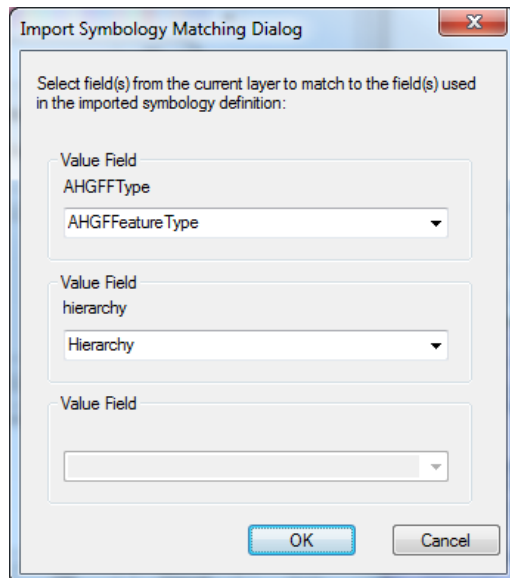 Import Symbology Matching Dialog
Select field(s) from the current layer to match to the field(s) used
in the imported symbology definition:
Value Field
AHGFFType
AHGFFeatureType
Value Field
hierarchy
Hierarchy
Value Field
OK
Cancel